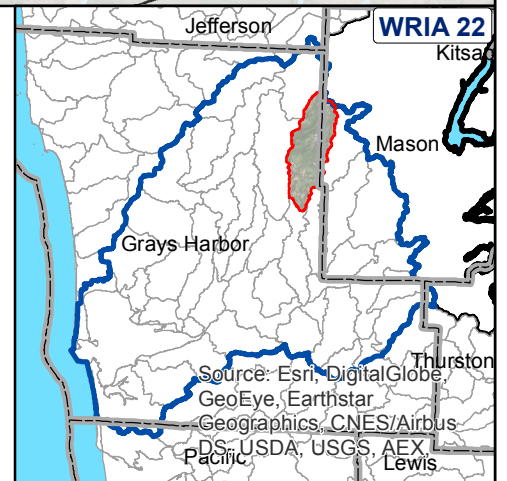 Jefferson
WRIA 22
Kitsap
Mason
Grays Harbor
Thurston
Source: Esri, DigitalGlobe,
GeoEye, Earthstar
Geographics, CNES/Airbus
DS, USDA, USGS, AEX,
Pacific
Lewis